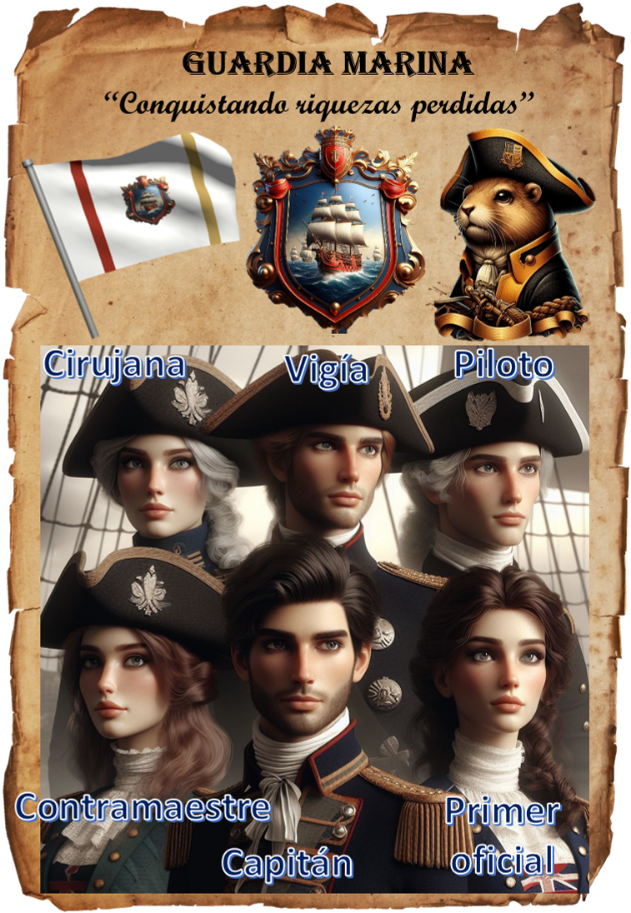 GUARDIA MARINA
“Conquistando riquezas perdidas”
Cirujana
Vigía
Piloto
Contramaestre
Capitán
Primer
oficial